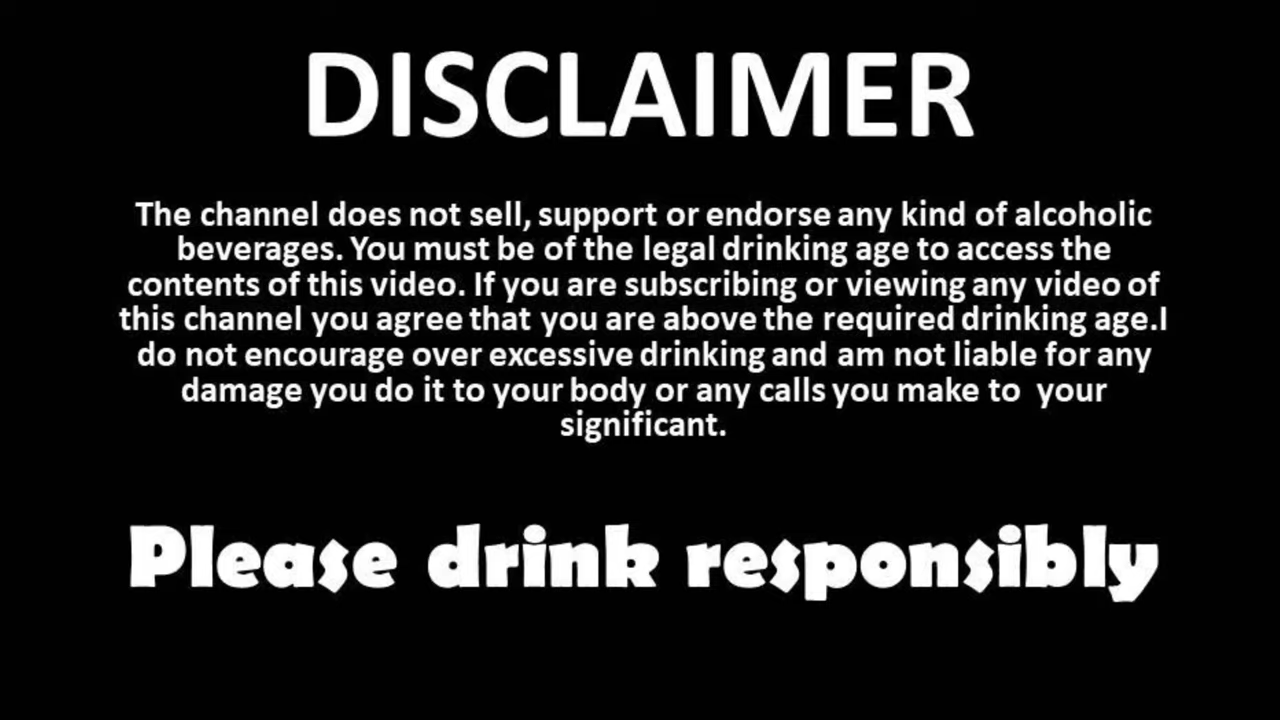 DISCLAIMER
The channel does not sell, support or endorse any kind of alcoholic
beverages. You must be of the legal drinking age to access the
contents of this video. If you are subscribing or viewing any video of
this channel you agree that you are above the required drinking age.I
do not encourage over excessive drinking and am not liable for any
damage you do it to your body or any calls you make to  your
significant.
Please drink responsibly